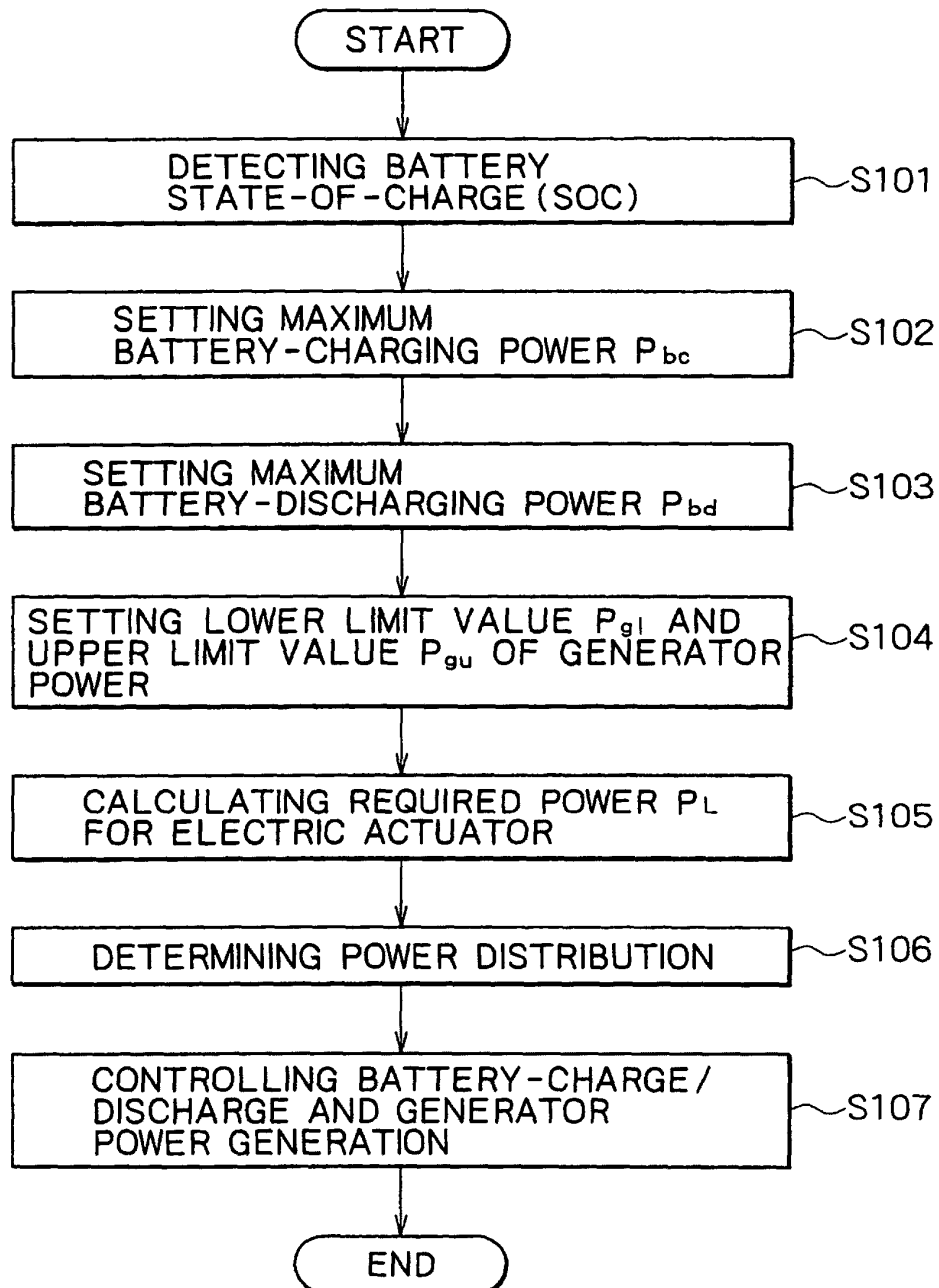 START
DETECTING BATTERY
STATE-OF-CHARGE (SOC)
S101
SETTING MAXIMUM
BATTERY-CHARGING POWER Pbc
S102
SETTING MAXIMUM
BATTERY-DISCHARGING POWER Pbd
S103
SETTING LOWER LIMIT VALUE Pgl AND
UPPER LIMIT VALUE Pgu OF GENERATOR
POWER
S104
CALCULATING REQUIRED POWER PL
FOR ELECTRIC ACTUATOR
S105
DETERMINING POWER DISTRIBUTION
S106
CONTROLLING BATTERY-CHARGE/
DISCHARGE AND GENERATOR
POWER GENERATION
S107
END